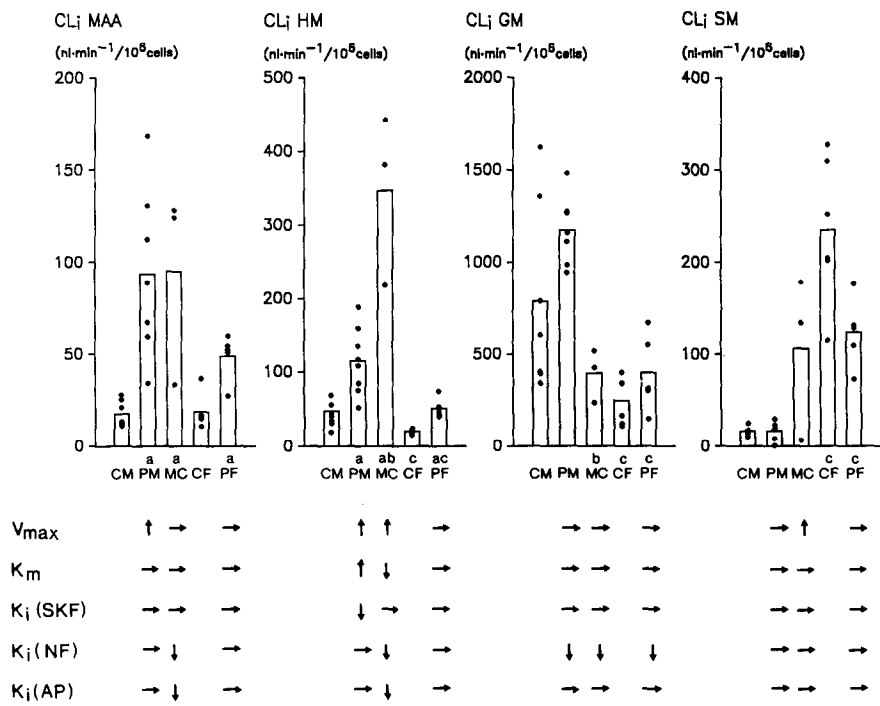 CLi MAA CLi HM CLi GM CLi SM
(nl·min⁻¹/10⁶cells) (nl·min⁻¹/10⁶cells) (nl·min⁻¹/10⁶cells) (nl·min⁻¹/10⁶cells)
200 500 2000 400
150 400 1500 300
100 300 1000 200
50 200 500 100
0 100 0 0
0
a a a a ab c ac b c c c c
CM PM MC CF PF CM PM MC CF PF CM PM MC CF PF CM PM MC CF PF
Vmax ↑ → → ↑ ↑ → → → → → ↑ →
Km → → → ↑ ↓ → → → → → → →
Ki (SKF) → → → ↓ → → → → → → → →
Ki (NF) → ↓ → → ↓ → ↓ ↓ ↓ → → →
Ki (AP) → ↓ → → ↓ → → → → → → →